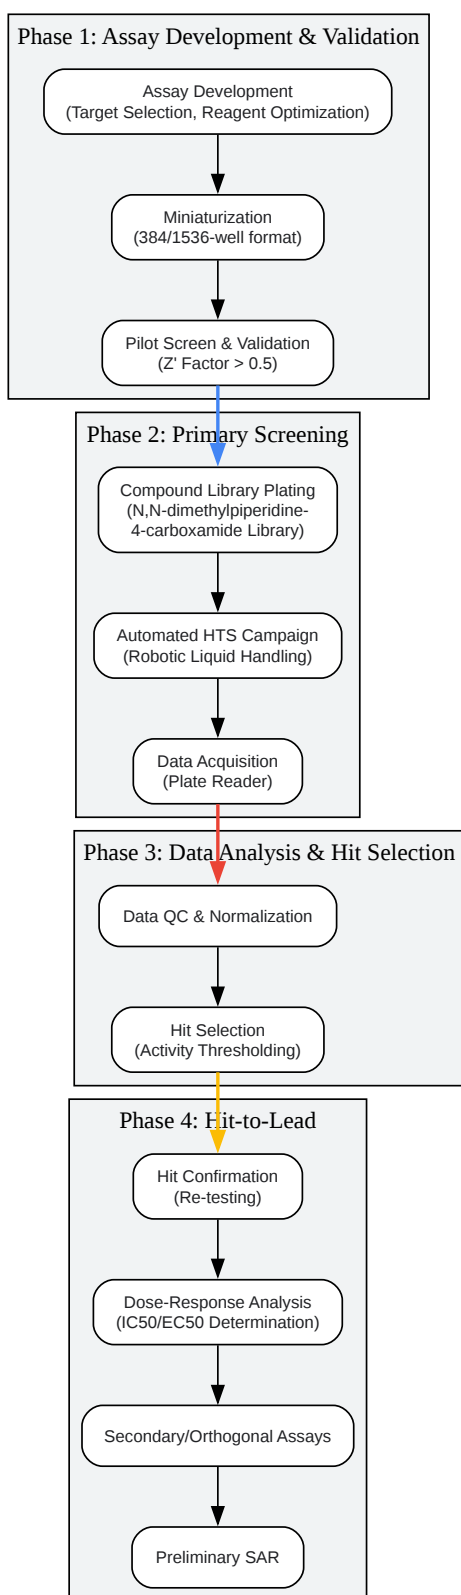 Phase 1: Assay Development & Validation
Assay Development
(Target Selection, Reagent Optimization)
Miniaturization
(384/1536-well format)
Pilot Screen & Validation
(Z' Factor > 0.5)
Phase 2: Primary Screening
Compound Library Plating
(N,N-dimethylpiperidine-
4-carboxamide Library)
Automated HTS Campaign
(Robotic Liquid Handling)
Data Acquisition
(Plate Reader)
Phase 3: Data Analysis & Hit Selection
Data QC & Normalization
Hit Selection
(Activity Thresholding)
Phase 4: Hit-to-Lead
Hit Confirmation
(Re-testing)
Dose-Response Analysis
(IC50/EC50 Determination)
Secondary/Orthogonal Assays
Preliminary SAR